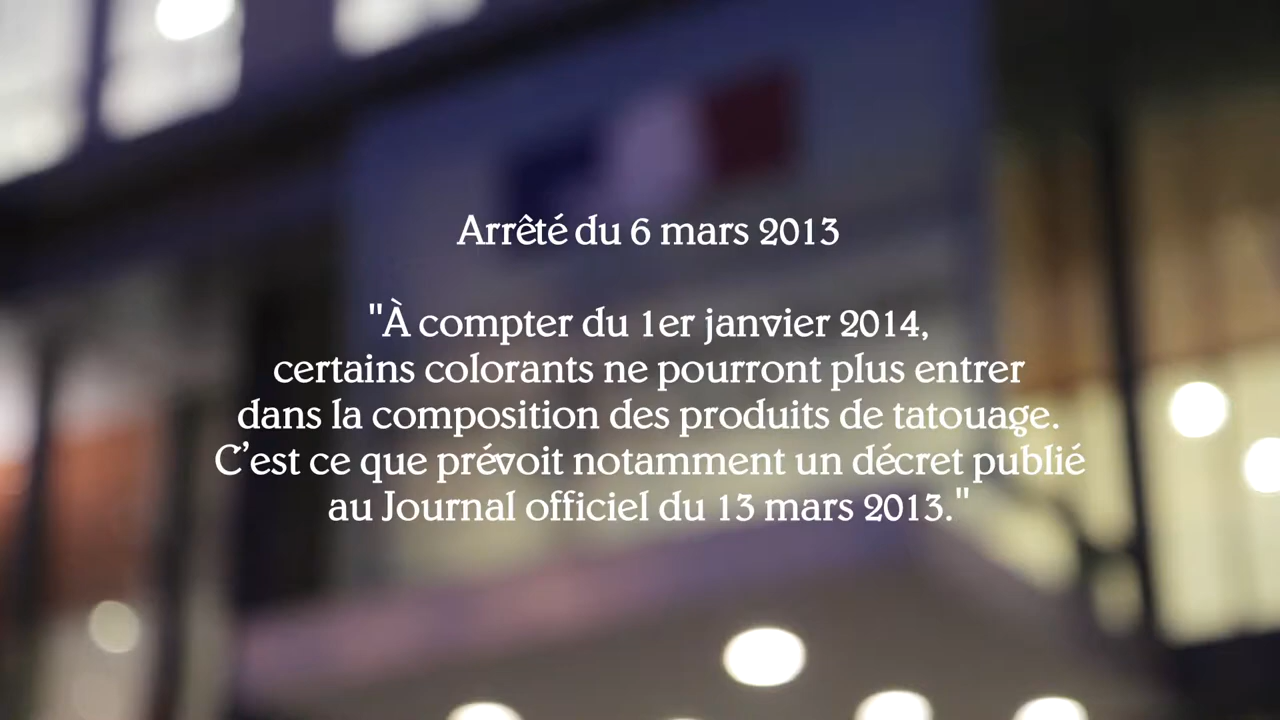 Arrêté du 6 mars 2013
"À compter du 1er janvier 2014,
certains colorants ne pourront plus entrer
dans la composition des produits de tatouage.
C’est ce que prévoit notamment un décret publié
au Journal officiel du 13 mars 2013."